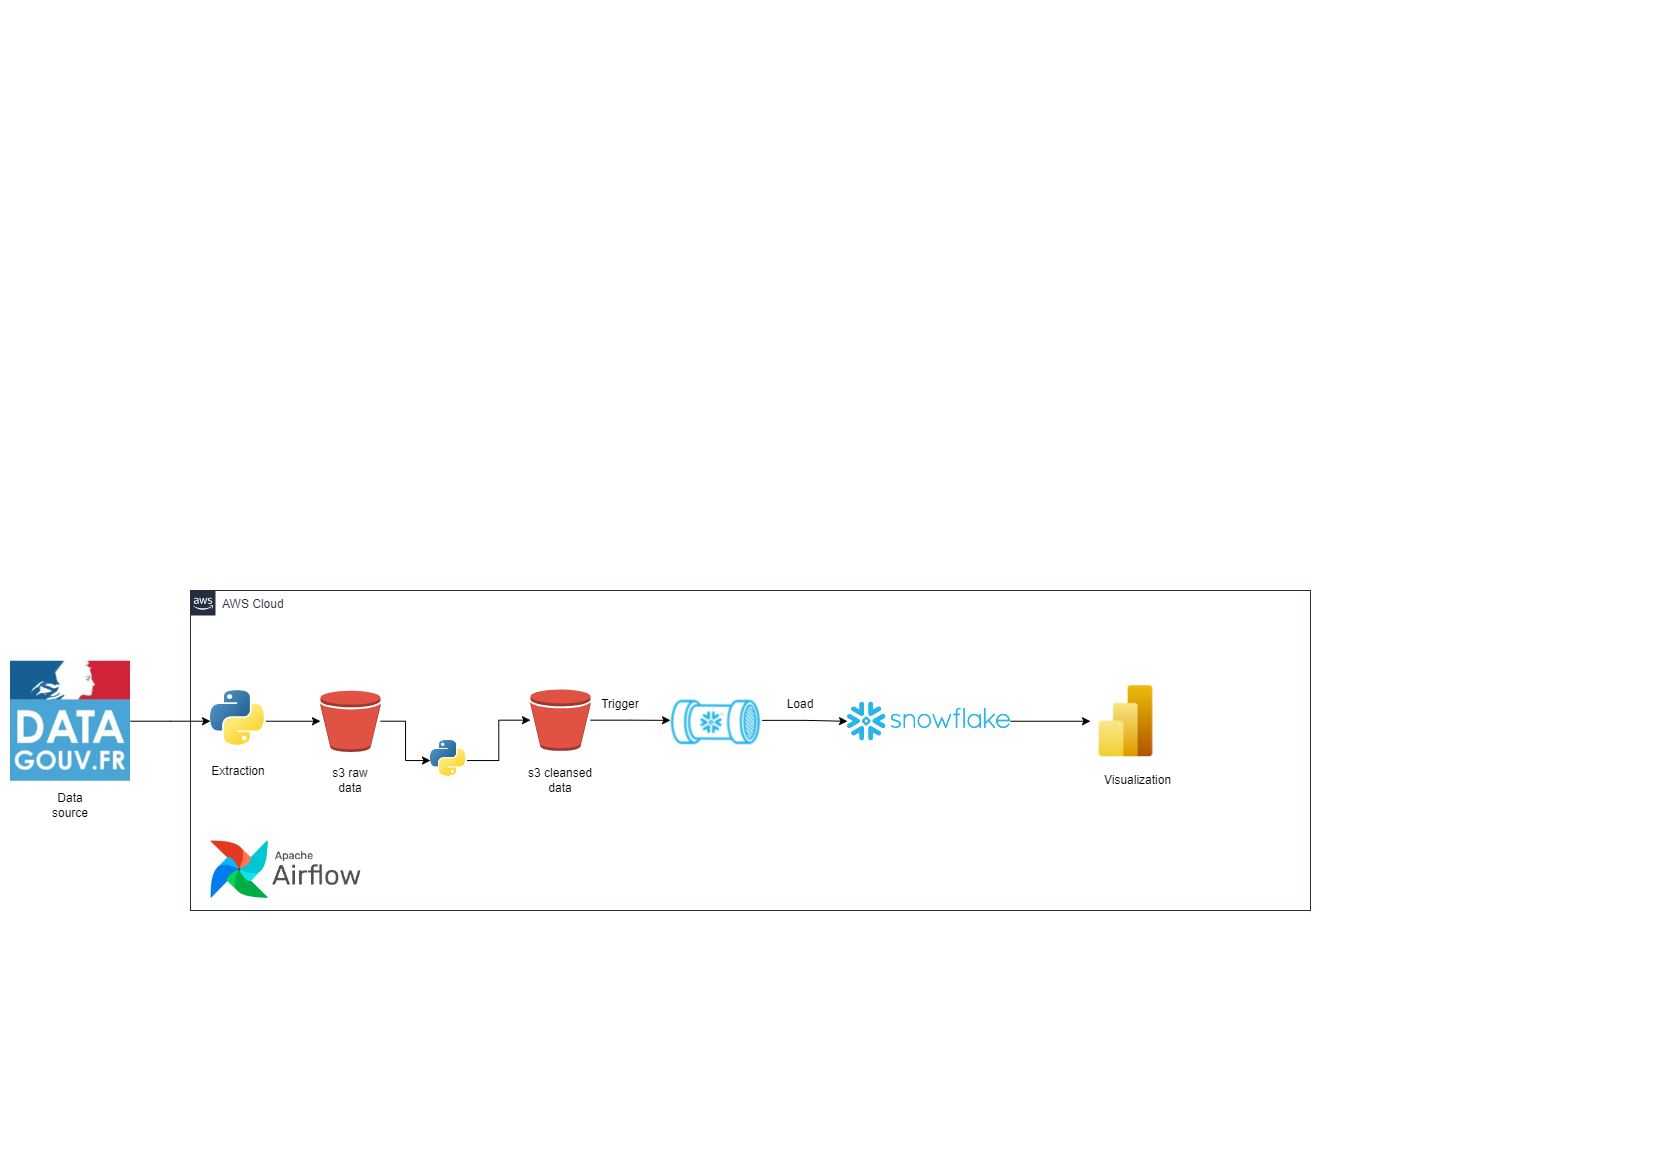 aws
AWS Cloud
DATA
GOUV.FR
Data
source
Extraction
s3 raw
data
s3 cleansed
data
Trigger
Load
snowflake
Visualization
Apache
Airflow